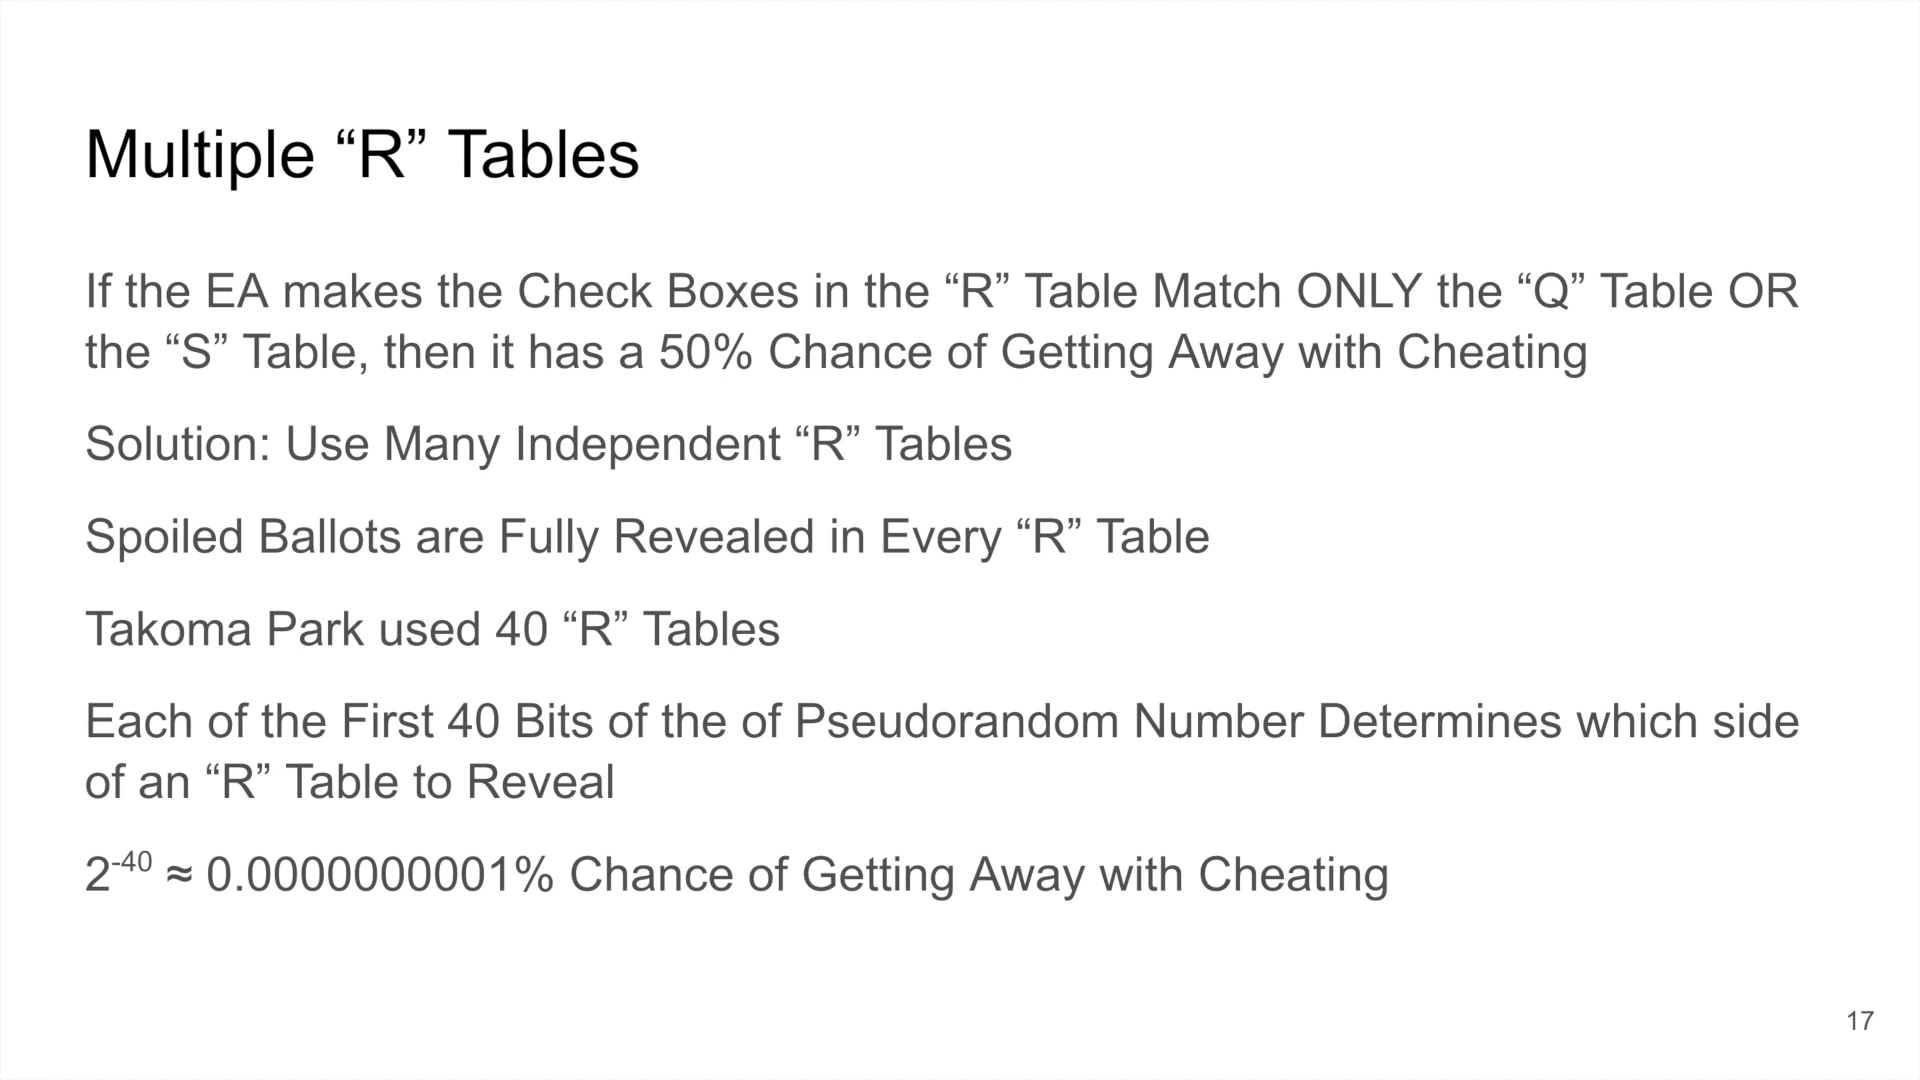 Multiple “R” Tables
If the EA makes the Check Boxes in the “R” Table Match ONLY the “Q” Table OR
the “S” Table, then it has a 50% Chance of Getting Away with Cheating
Solution: Use Many Independent “R” Tables
Spoiled Ballots are Fully Revealed in Every “R” Table
Takoma Park used 40 “R” Tables
Each of the First 40 Bits of the of Pseudorandom Number Determines which side
of an “R” Table to Reveal
2⁻⁴⁰ ≈ 0.0000000001% Chance of Getting Away with Cheating
17